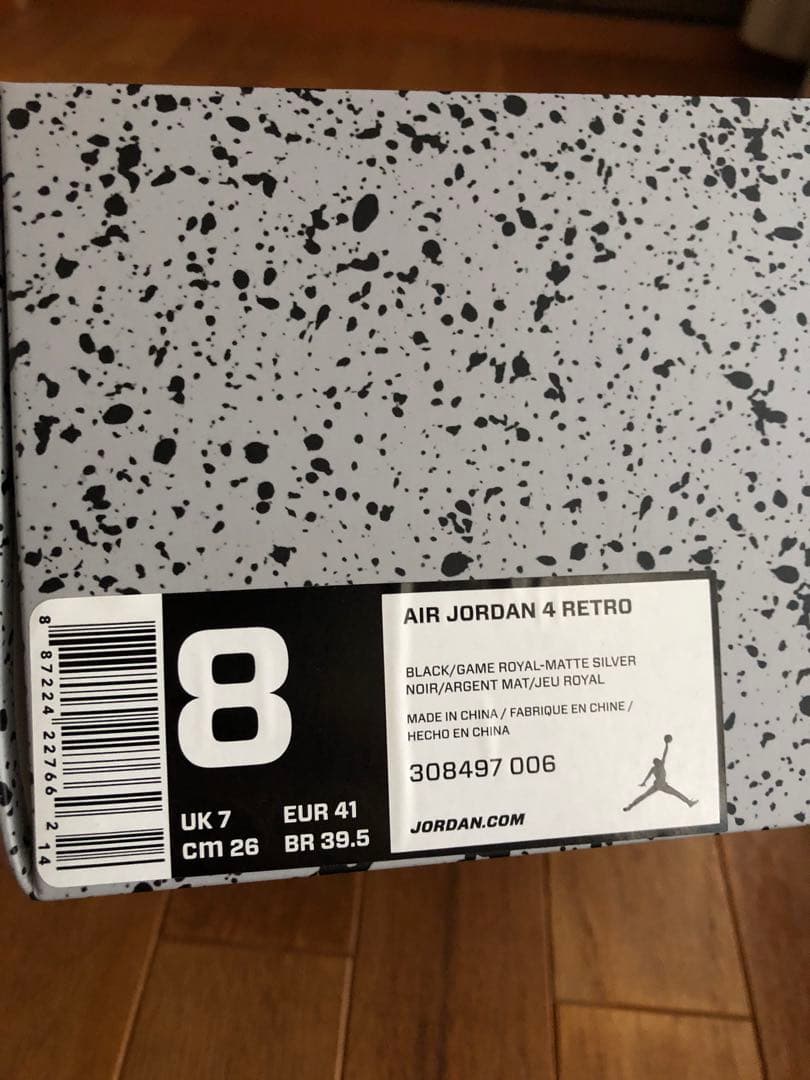 8 87224 22766 2 14
8
UK 7 EUR 41
cm 26 BR 39.5
AIR JORDAN 4 RETRO
BLACK/GAME ROYAL-MATTE SILVER
NOIR/ARGENT MAT/JEU ROYAL
MADE IN CHINA / FABRIQUE EN CHINE /
HECHO EN CHINA
308497 006
JORDAN.COM